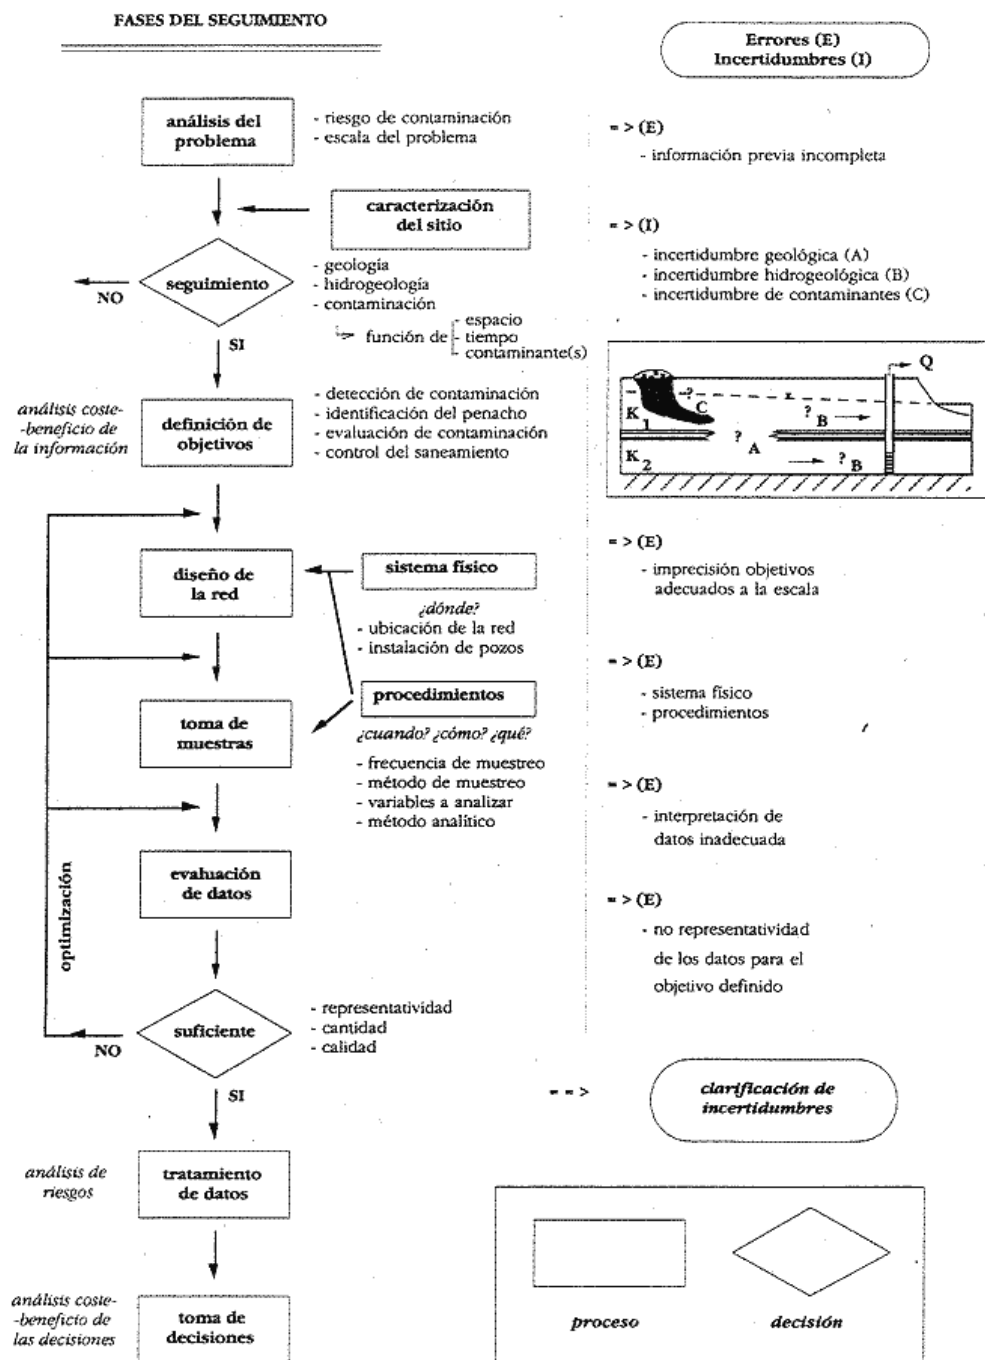 FASES DEL SEGUIMIENTO
Errores (E)
Incertidumbres (I)
análisis del
problema
- riesgo de contaminación
- escala del problema
= > (E)
- información previa incompleta
caracterización
del sitio
= > (I)
- incertidumbre geológica (A)
- incertidumbre hidrogeológica (B)
- incertidumbre de contaminantes (C)
seguimiento
NO
SI
- geología
- hidrogeología
- contaminación
función de
- espacio
- tiempo
- contaminante(s)
Q
?
K1
C
?
B
?
A
K2
? B
análisis coste-
-beneficio de
la información
definición de
objetivos
- detección de contaminación
- identificación del penacho
- evaluación de contaminación
- control del saneamiento
= > (E)
- imprecisión objetivos
adecuados a la escala
diseño de
la red
sistema físico
¿dónde?
- ubicación de la red
- instalación de pozos
= > (E)
- sistema físico
- procedimientos
toma de
muestras
procedimientos
¿cuando? ¿cómo? ¿qué?
- frecuencia de muestreo
- método de muestreo
- variables a analizar
- método analítico
= > (E)
- interpretación de
datos inadecuada
optimización
evaluación
de datos
= > (E)
- no representatividad
de los datos para el
objetivo definido
suficiente
NO
SI
- representatividad
- cantidad
- calidad
= = >
clarificación de
incertidumbres
análisis de
riesgos
tratamiento
de datos
análisis coste-
-beneficio de
las decisiones
toma de
decisiones
proceso
decisión